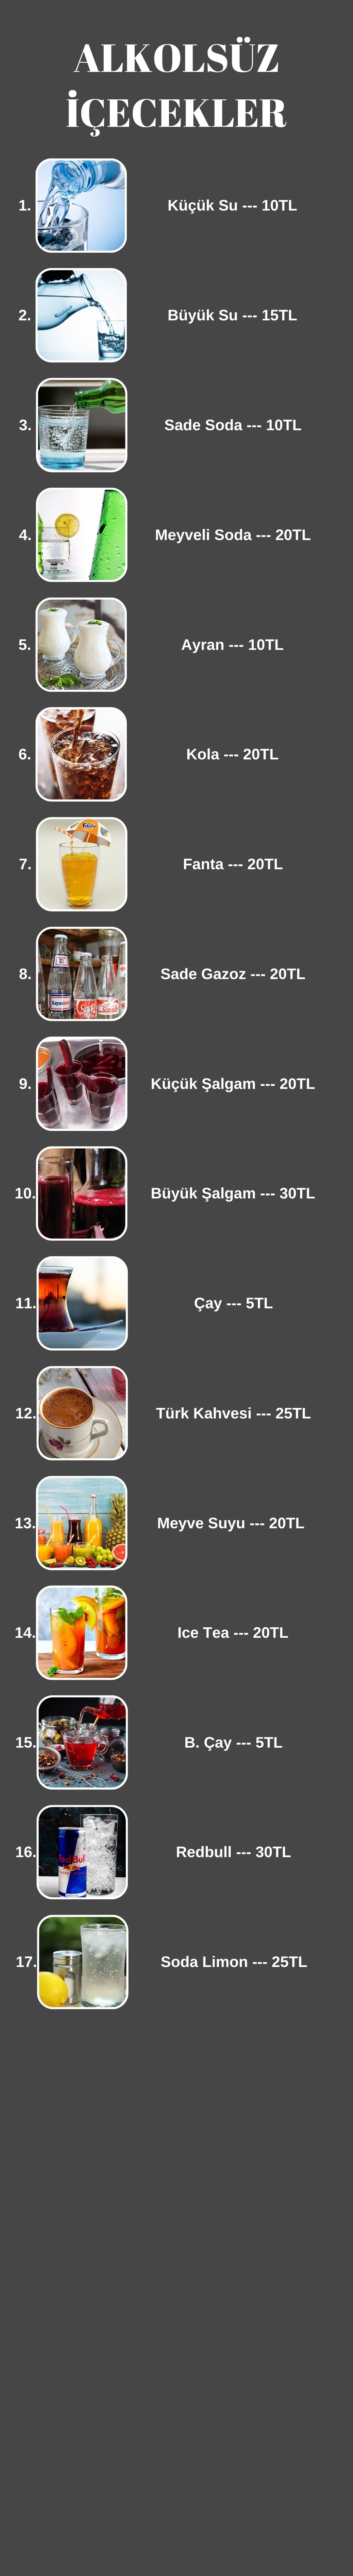 ALKOLSÜZ
İÇECEKLER
1. Küçük Su --- 10TL
2. Büyük Su --- 15TL
3. Sade Soda --- 10TL
4. Meyveli Soda --- 20TL
5. Ayran --- 10TL
6. Kola --- 20TL
7. Fanta --- 20TL
8. Sade Gazoz --- 20TL
9. Küçük Şalgam --- 20TL
10. Büyük Şalgam --- 30TL
11. Çay --- 5TL
12. Türk Kahvesi --- 25TL
13. Meyve Suyu --- 20TL
14. Ice Tea --- 20TL
15. B. Çay --- 5TL
16. Redbull --- 30TL
17. Soda Limon --- 25TL